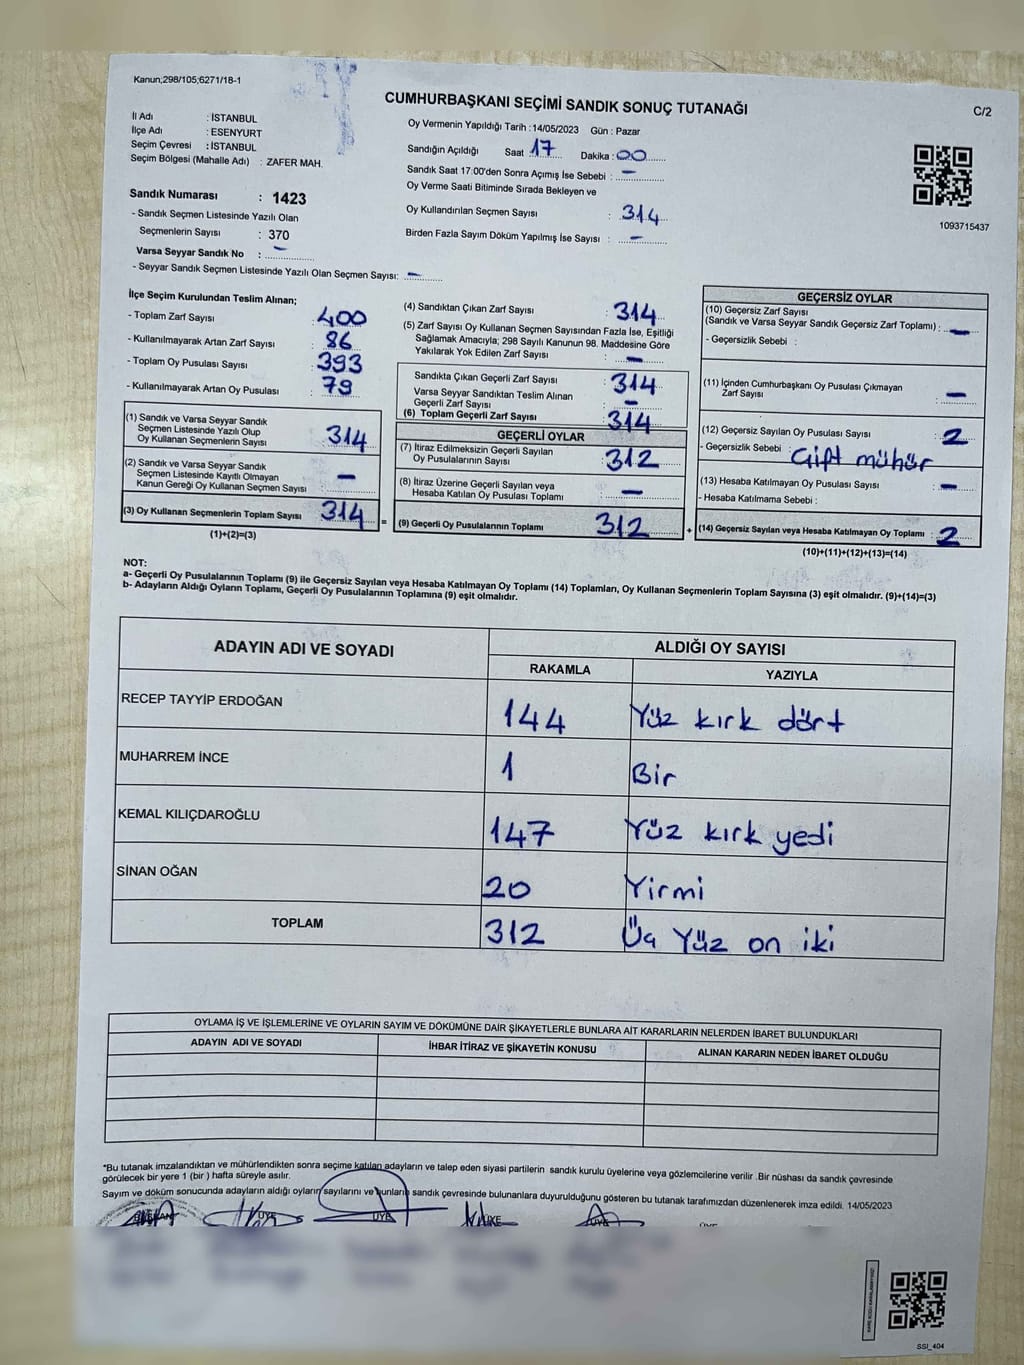 Kanun;298/105;6271/18-1
CUMHURBAŞKANI SEÇİMİ SANDIK SONUÇ TUTANAĞI
C/2
İl Adı : İSTANBUL
İlçe Adı : ESENYURT
Seçim Çevresi : İSTANBUL
Seçim Bölgesi (Mahalle Adı) : ZAFER MAH.
Sandık Numarası : 1423
- Sandık Seçmen Listesinde Yazılı Olan
Seçmenlerin Sayısı : 370
Varsa Seyyar Sandık No : -
- Seyyar Sandık Seçmen Listesinde Yazılı Olan Seçmen Sayısı: -
Oy Vermenin Yapıldığı Tarih :14/05/2023 Gün : Pazar
Sandığın Açıldığı Saat 17 Dakika : 00
Sandık Saat 17:00'den Sonra Açımış İse Sebebi : -
Oy Verme Saati Bitiminde Sırada Bekleyen ve
Oy Kullandırılan Seçmen Sayısı : 314
Birden Fazla Sayım Döküm Yapılmış İse Sayısı : -
1093715437
İlçe Seçim Kurulundan Teslim Alınan;
- Toplam Zarf Sayısı : 400
- Kullanılmayarak Artan Zarf Sayısı : 86
- Toplam Oy Pusulası Sayısı : 393
- Kullanılmayarak Artan Oy Pusulası : 79
(1) Sandık ve Varsa Seyyar Sandık
Seçmen Listesinde Yazılı Olup
Oy Kullanan Seçmenlerin Sayısı : 314
(2) Sandık ve Varsa Seyyar Sandık
Seçmen Listesinde Kayıtlı Olmayan
Kanun Gereği Oy Kullanan Seçmen Sayısı : -
(3) Oy Kullanan Seçmenlerin Toplam Sayısı : 314
(1)+(2)=(3)
=
(4) Sandıktan Çıkan Zarf Sayısı : 314
(5) Zarf Sayısı Oy Kullanan Seçmen Sayısından Fazla İse, Eşitliği
Sağlamak Amacıyla; 298 Sayılı Kanunun 98. Maddesine Göre
Yakılarak Yok Edilen Zarf Sayısı : -
Sandıkta Çıkan Geçerli Zarf Sayısı : 314
Varsa Seyyar Sandıktan Teslim Alınan
Geçerli Zarf Sayısı : -
(6) Toplam Geçerli Zarf Sayısı : 314
GEÇERLİ OYLAR
(7) İtiraz Edilmeksizin Geçerli Sayılan
Oy Pusulalarının Sayısı : 312
(8) İtiraz Üzerine Geçerli Sayılan veya
Hesaba Katılan Oy Pusulası Toplamı : -
(9) Geçerli Oy Pusulalarının Toplamı : 312
+
GEÇERSİZ OYLAR
(10) Geçersiz Zarf Sayısı
(Sandık ve Varsa Seyyar Sandık Geçersiz Zarf Toplamı) : -
- Geçersizlik Sebebi :
(11) İçinden Cumhurbaşkanı Oy Pusulası Çıkmayan
Zarf Sayısı : -
(12) Geçersiz Sayılan Oy Pusulası Sayısı : 2
- Geçersizlik Sebebi : Çift mühür
(13) Hesaba Katılmayan Oy Pusulası Sayısı : -
- Hesaba Katılmama Sebebi :
(14) Geçersiz Sayılan veya Hesaba Katılmayan Oy Toplamı : 2
(10)+(11)+(12)+(13)=(14)
NOT:
a- Geçerli Oy Pusulalarının Toplamı (9) ile Geçersiz Sayılan veya Hesaba Katılmayan Oy Toplamı (14) Toplamları, Oy Kullanan Seçmenlerin Toplam Sayısına (3) eşit olmalıdır. (9)+(14)=(3)
b- Adayların Aldığı Oyların Toplamı, Geçerli Oy Pusulalarının Toplamına (9) eşit olmalıdır.
ADAYIN ADI VE SOYADI ALDIĞI OY SAYISI
RAKAMLA YAZIYLA
RECEP TAYYİP ERDOĞAN 144 Yüz kırk dört
MUHARREM İNCE 1 Bir
KEMAL KILIÇDAROĞLU 147 Yüz kırk yedi
SİNAN OĞAN 20 Yirmi
TOPLAM 312 Üç Yüz on iki
OYLAMA İŞ VE İŞLEMLERİNE VE OYLARIN SAYIM VE DÖKÜMÜNE DAİR ŞİKAYETLERLE BUNLARA AİT KARARLARIN NELERDEN İBARET BULUNDUKLARI
ADAYIN ADI VE SOYADI İHBAR İTİRAZ VE ŞİKAYETİN KONUSU ALINAN KARARIN NEDEN İBARET OLDUĞU
*Bu tutanak imzalandıktan ve mühürlendikten sonra seçime katılan adayların ve talep eden siyasi partilerin sandık kurulu üyelerine veya gözlemcilerine verilir .Bir nüshası da sandık çevresinde
görülecek bir yere 1 (bir ) hafta süreyle asılır.
Sayım ve döküm sonucunda adayların aldığı oyların sayılarını ve bunların sandık çevresinde bulunanlara duyurulduğunu gösteren bu tutanak tarafımızdan düzenlenerek imza edildi. 14/05/2023
BAŞKAN ÜYE ÜYE ÜYE ÜYE
SSI_404